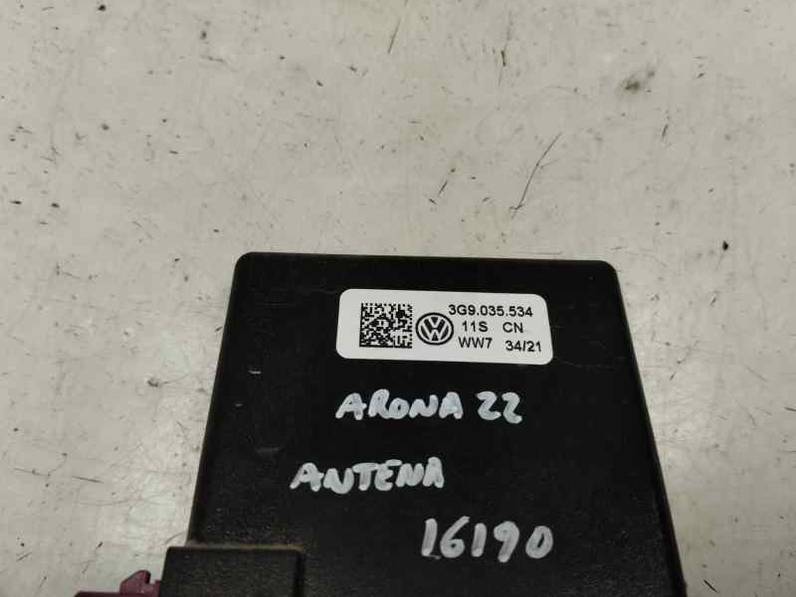 3G9.035.534
11S CN
WW7 34/21
ARONA 22
ANTENA
16190